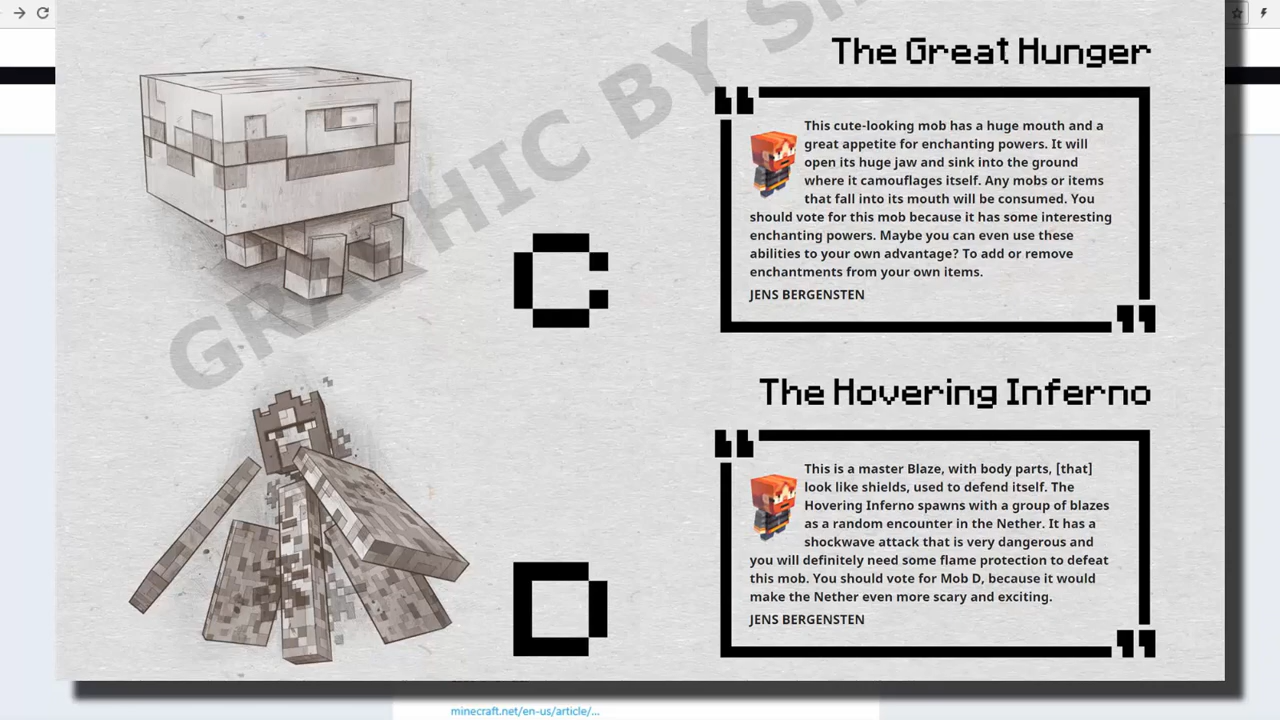 GRAPHIC BY
The Great Hunger
This cute-looking mob has a huge mouth and a
great appetite for enchanting powers. It will
open its huge jaw and sink into the ground
where it camouflages itself. Any mobs or items
that fall into its mouth will be consumed. You
should vote for this mob because it has some interesting
enchanting powers. Maybe you can even use these
abilities to your own advantage? To add or remove
enchantments from your own items.
JENS BERGENSTEN
C
The Hovering Inferno
This is a master Blaze, with body parts, [that]
look like shields, used to defend itself. The
Hovering Inferno spawns with a group of blazes
as a random encounter in the Nether. It has a
shockwave attack that is very dangerous and
you will definitely need some flame protection to defeat
this mob. You should vote for Mob D, because it would
make the Nether even more scary and exciting.
JENS BERGENSTEN
D
minecraft.net/en-us/article/...